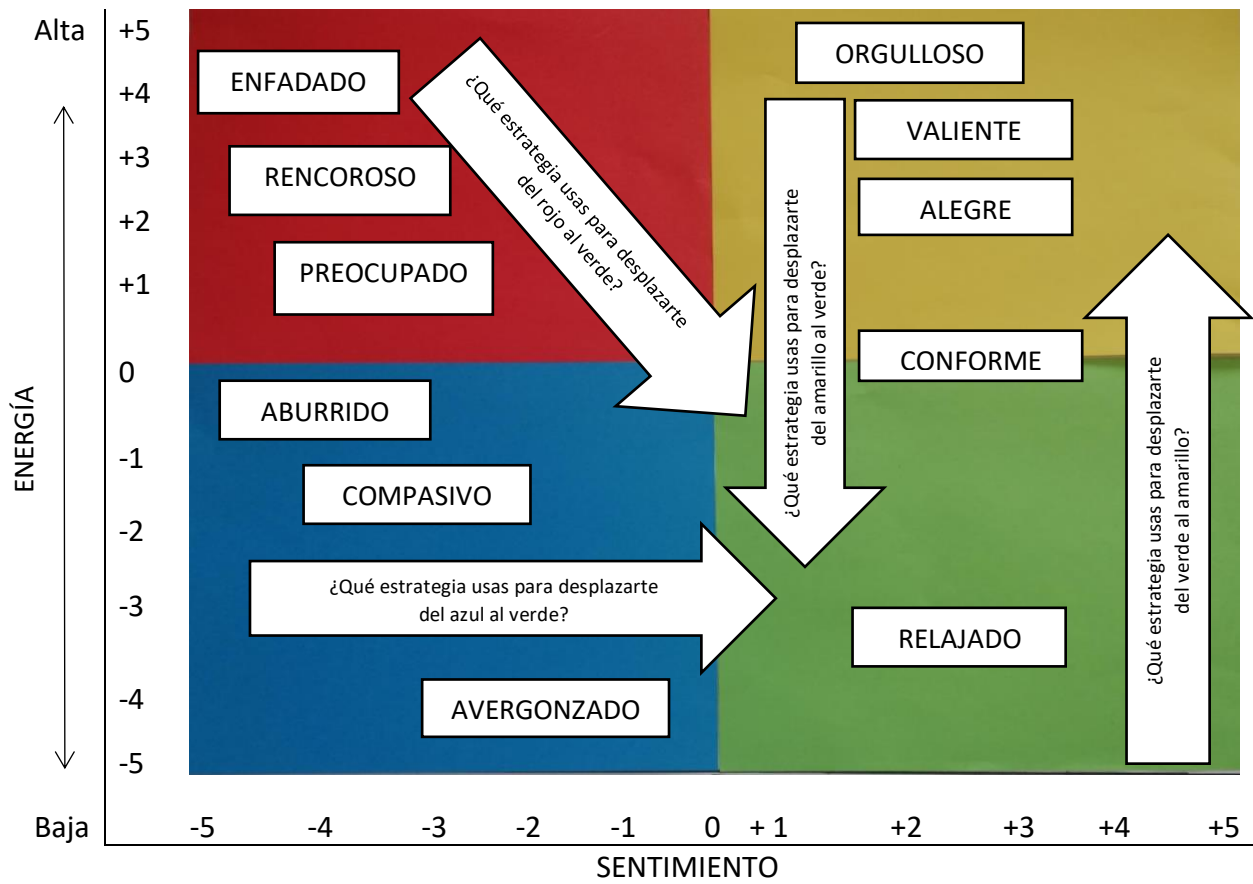 Alta
+5
+4
+3
+2
+1
0
-1
-2
-3
-4
-5
Baja
ENERGÍA
ENFADADO
RENCOROSO
PREOCUPADO
¿Qué estrategia usas para desplazarte
del rojo al verde?
ORGULLOSO
VALIENTE
ALEGRE
CONFORME
¿Qué estrategia usas para desplazarte
del amarillo al verde?
¿Qué estrategia usas para desplazarte
del verde al amarillo?
ABURRIDO
COMPASIVO
¿Qué estrategia usas para desplazarte
del azul al verde?
AVERGONZADO
RELAJADO
-5 -4 -3 -2 -1 0 + 1 +2 +3 +4 +5
SENTIMIENTO